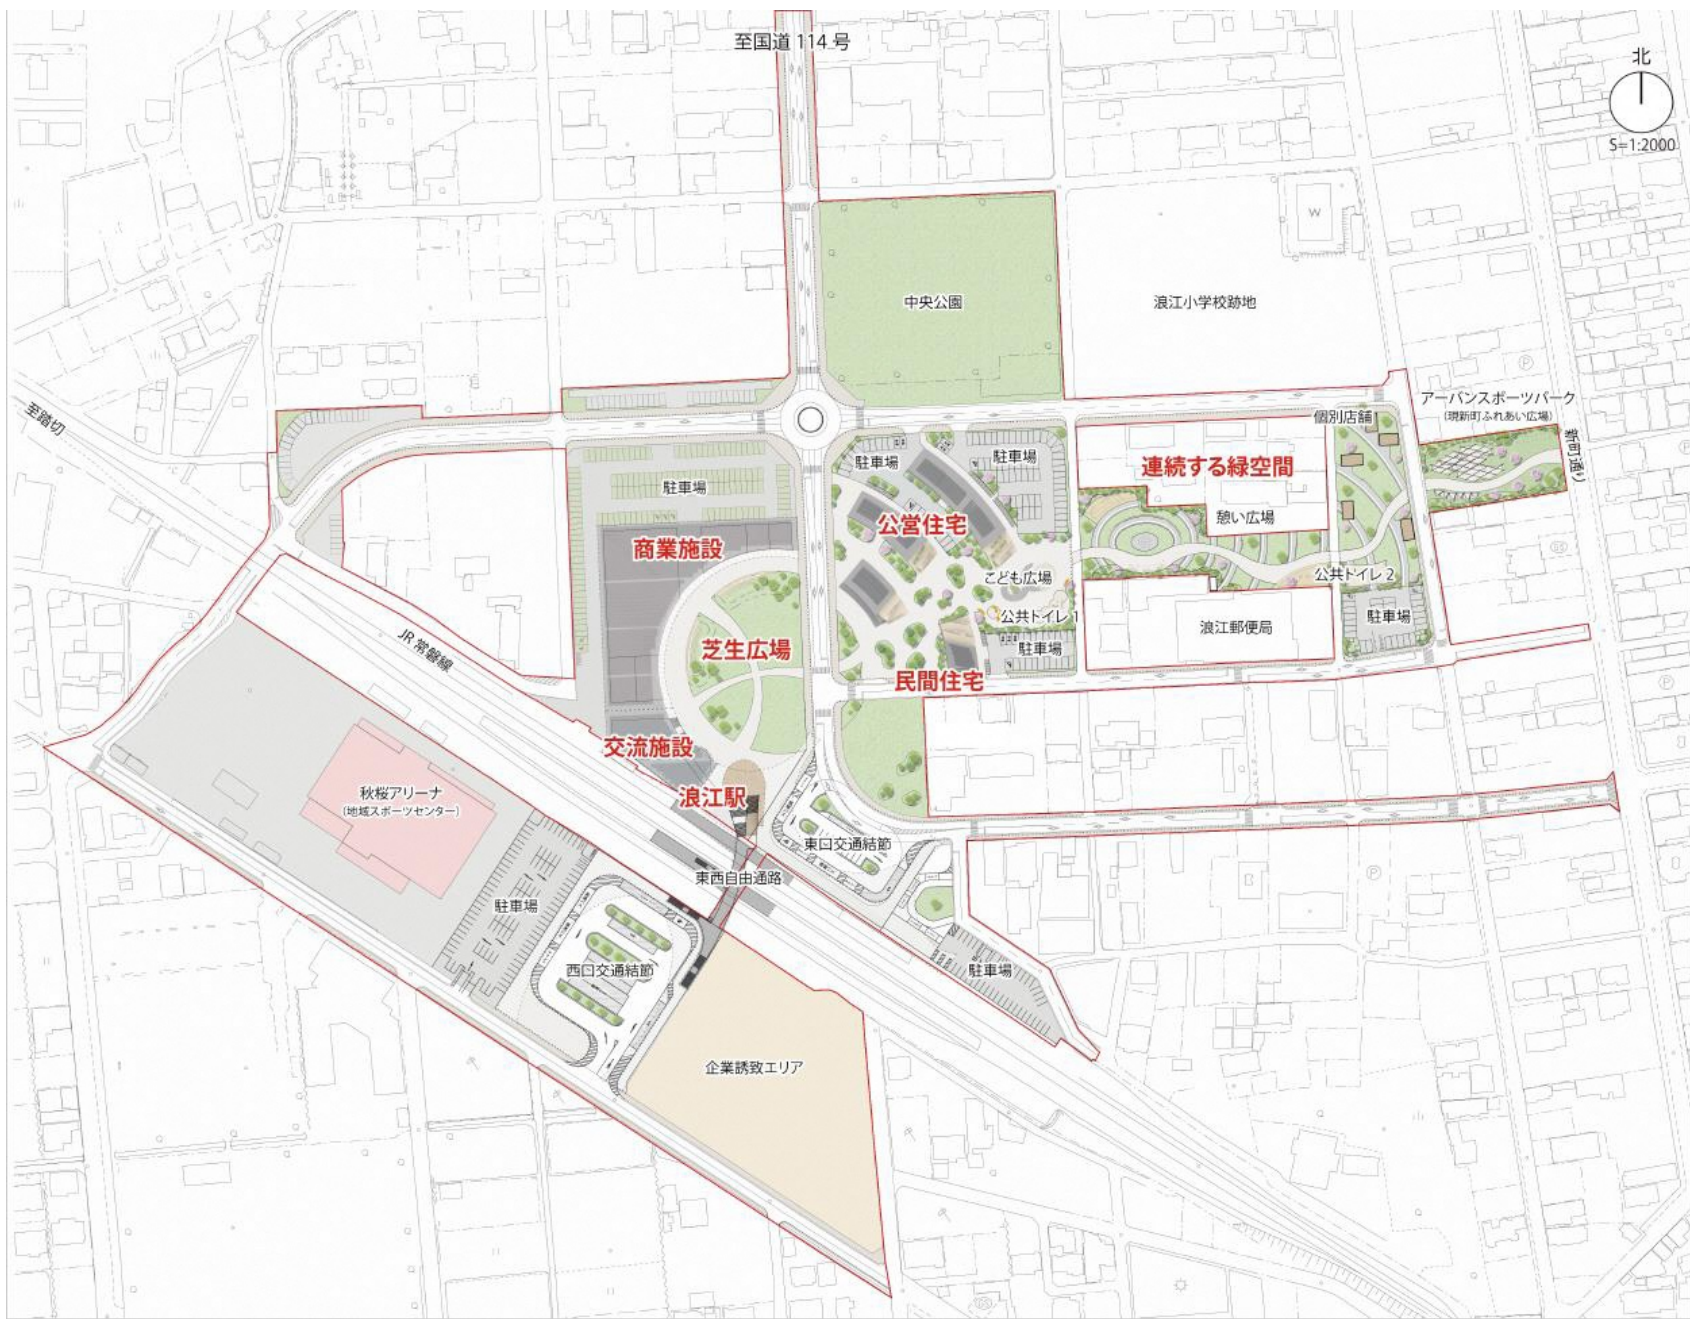 至国道 114 号
北
S=1:2000
W
中央公園
浪江小学校跡地
P
至踏切
アーバンスポーツパーク
(現新町ふれあい広場)
個別店舗
新町通り
駐車場
駐車場
駐車場
連続する緑空間
憩い広場
公営住宅
商業施設
こども広場
公共トイレ 2
公共トイレ 1
駐車場
浪江郵便局
駐車場
JR 常磐線
芝生広場
民間住宅
P
交流施設
浪江駅
秋桜アリーナ
(地域スポーツセンター)
東口交通結節
東西自由通路
P
駐車場
西口交通結節
駐車場
企業誘致エリア
P